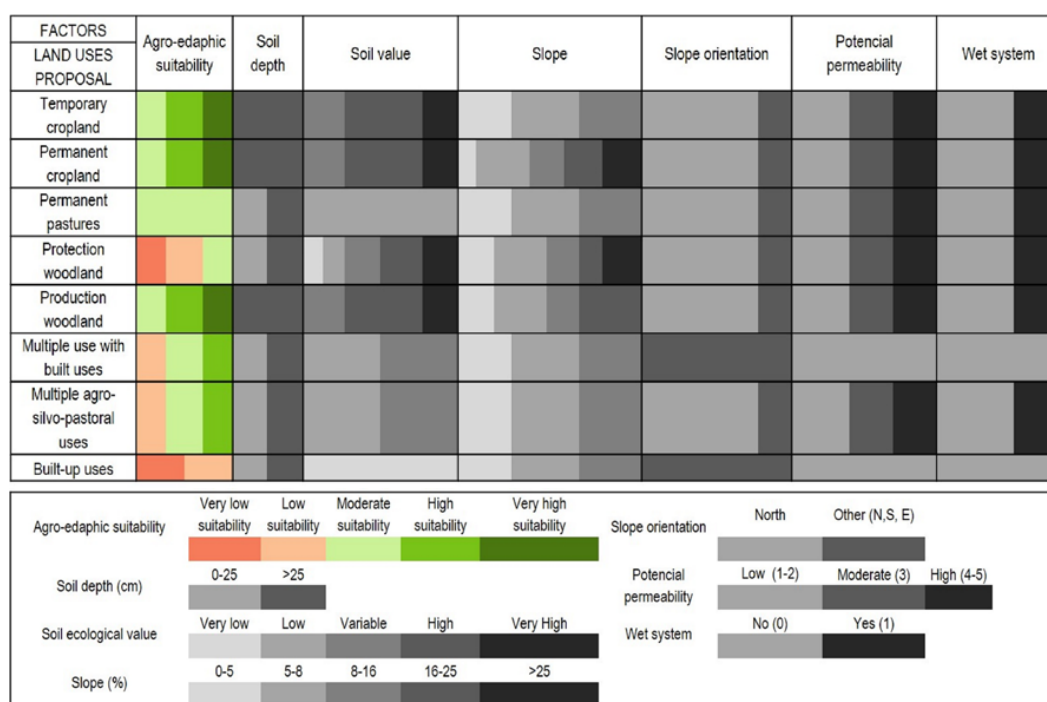 FACTORS
LAND USES
PROPOSAL
Agro-edaphic
suitability
Soil
depth
Soil value
Slope
Slope orientation
Potencial
permeability
Wet system
Temporary
cropland
Permanent
cropland
Permanent
pastures
Protection
woodland
Production
woodland
Multiple use with
built uses
Multiple agro-
silvo-pastoral
uses
Built-up uses
Agro-edaphic suitability
Very low
suitability
Low
suitability
Moderate
suitability
High
suitability
Very high
suitability
Soil depth (cm)
0-25
>25
Soil ecological value
Very low
Low
Variable
High
Very High
Slope (%)
0-5
5-8
8-16
16-25
>25
Slope orientation
North
Other (N,S, E)
Potencial
permeability
Low (1-2)
Moderate (3)
High (4-5)
Wet system
No (0)
Yes (1)